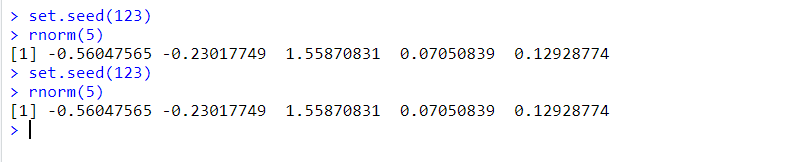 > set.seed(123)
> rnorm(5)
[1] -0.56047565 -0.23017749  1.55870831  0.07050839  0.12928774
> set.seed(123)
> rnorm(5)
[1] -0.56047565 -0.23017749  1.55870831  0.07050839  0.12928774
>